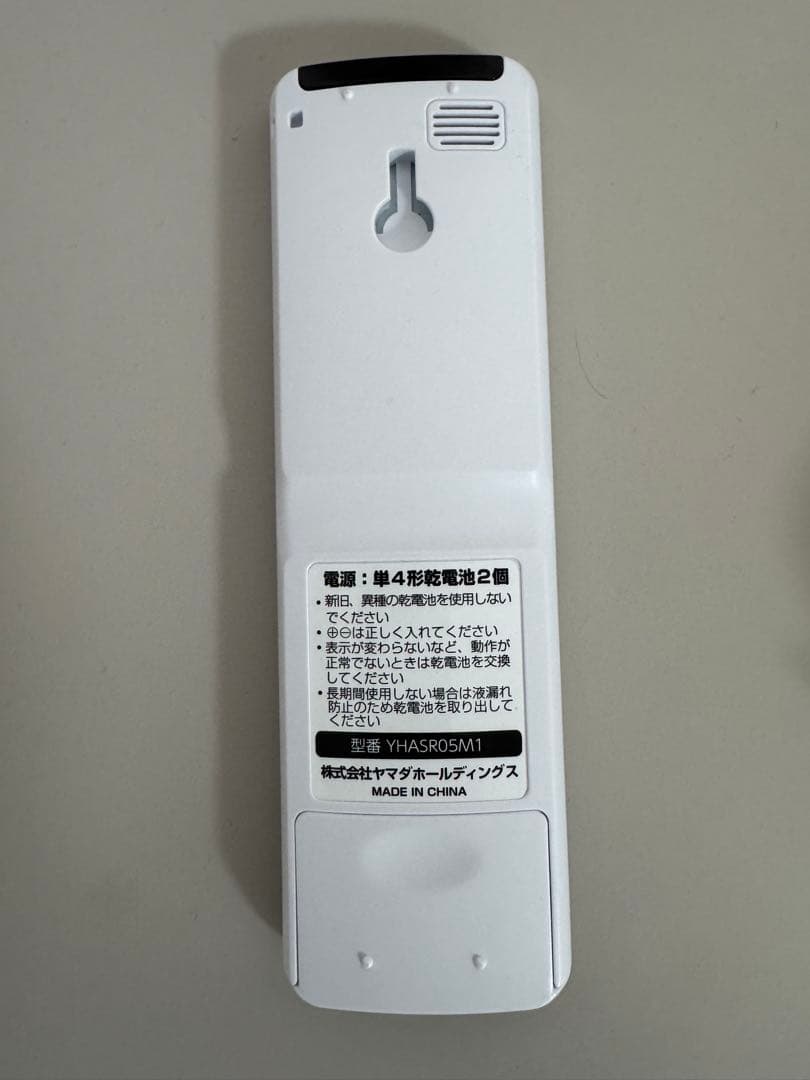 電源：単4形乾電池2個
・新旧、異種の乾電池を使用しない
でください
・⊕⊖は正しく入れてください
・表示が変わらないなど、動作が
正常でないときは乾電池を交換
してください
・長期間使用しない場合は液漏れ
防止のため乾電池を取り出して
ください
型番 YHASR05M1
株式会社ヤマダホールディングス
MADE IN CHINA